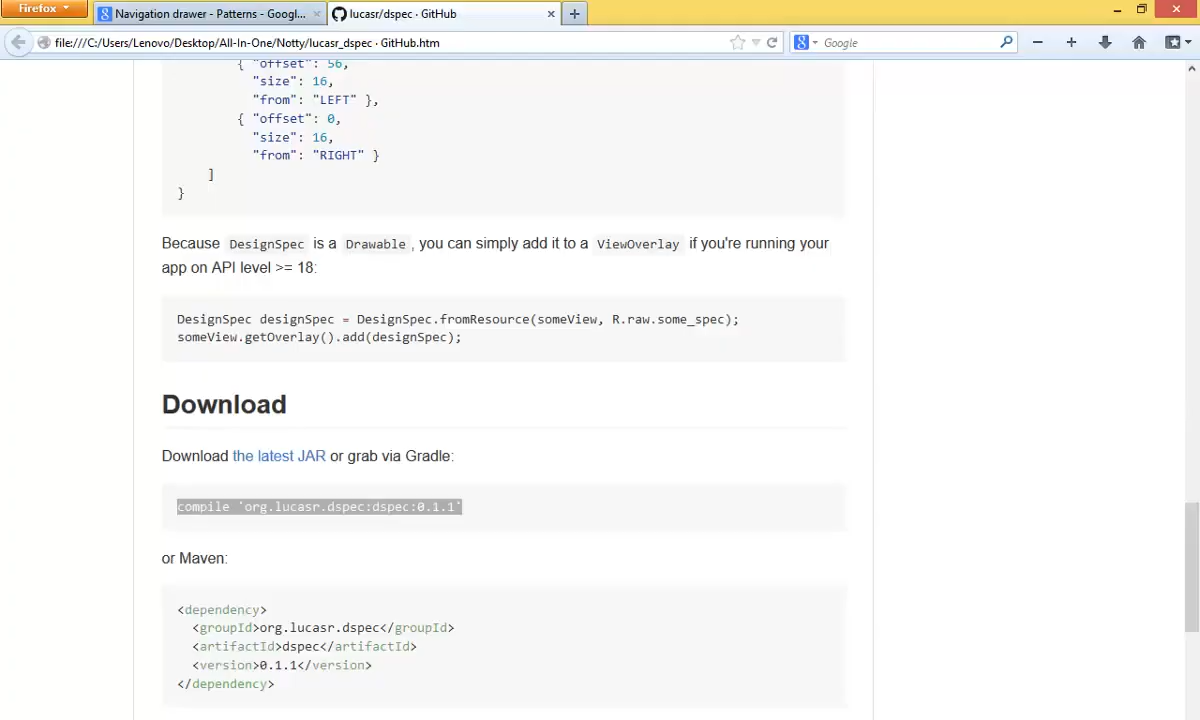 Firefox
Navigation drawer - Patterns - Googl...
lucasr/dspec · GitHub
file:///C:/Users/Lenovo/Desktop/All-In-One/Notty/lucasr_dspec · GitHub.htm
Google
{ "offset": 56,
"size": 16,
"from": "LEFT" },
{ "offset": 0,
"size": 16,
"from": "RIGHT" }
]
}
Because DesignSpec is a Drawable, you can simply add it to a ViewOverlay if you're running your
app on API level >= 18:
DesignSpec designSpec = DesignSpec.fromResource(someView, R.raw.some_spec);
someView.getOverlay().add(designSpec);
Download
Download the latest JAR or grab via Gradle:
compile 'org.lucasr.dspec:dspec:0.1.1'
or Maven:
<dependency>
<groupId>org.lucasr.dspec</groupId>
<artifactId>dspec</artifactId>
<version>0.1.1</version>
</dependency>